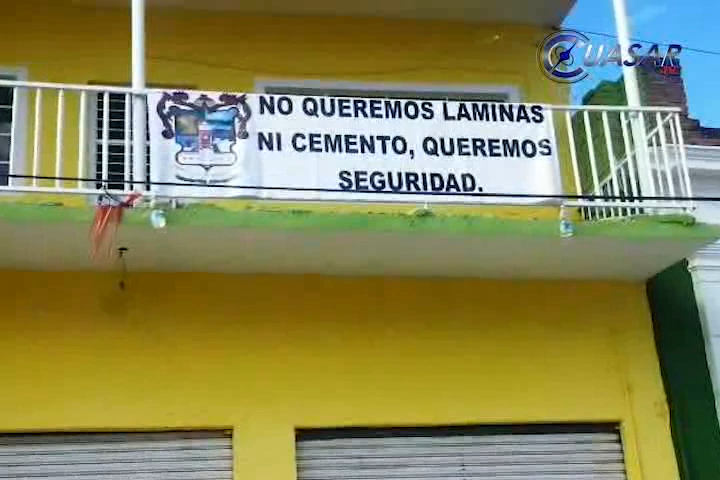 CUASAR
NO QUEREMOS LAMINAS
NI CEMENTO, QUEREMOS
SEGURIDAD.